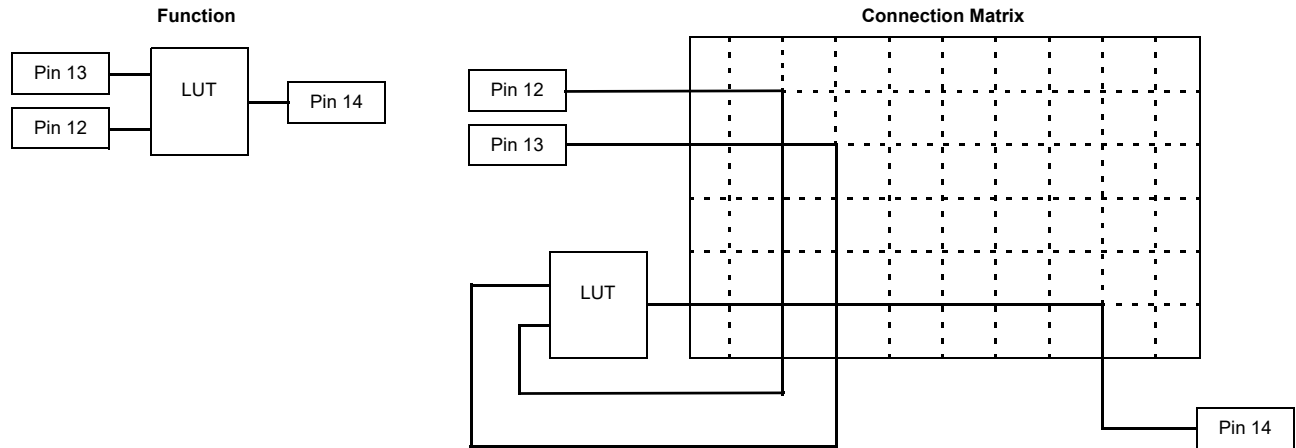 Function
Pin 13
LUT
Pin 14
Pin 12
Connection Matrix
Pin 12
Pin 13
LUT
Pin 14